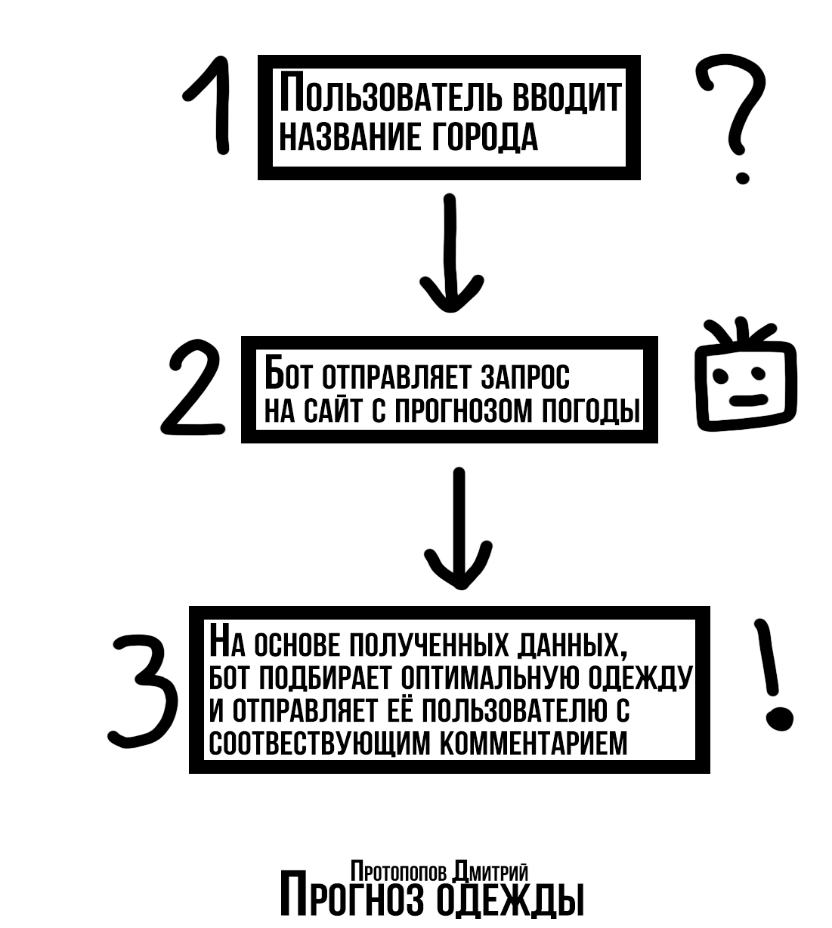 1
Пользователь вводит
название города
?
2
Бот отправляет запрос
на сайт с прогнозом погоды
3
На основе полученных данных,
бот подбирает оптимальную одежду
и отправляет её пользователю с
соотвествующим комментарием
!
Протопопов Дмитрий
Прогноз одежды